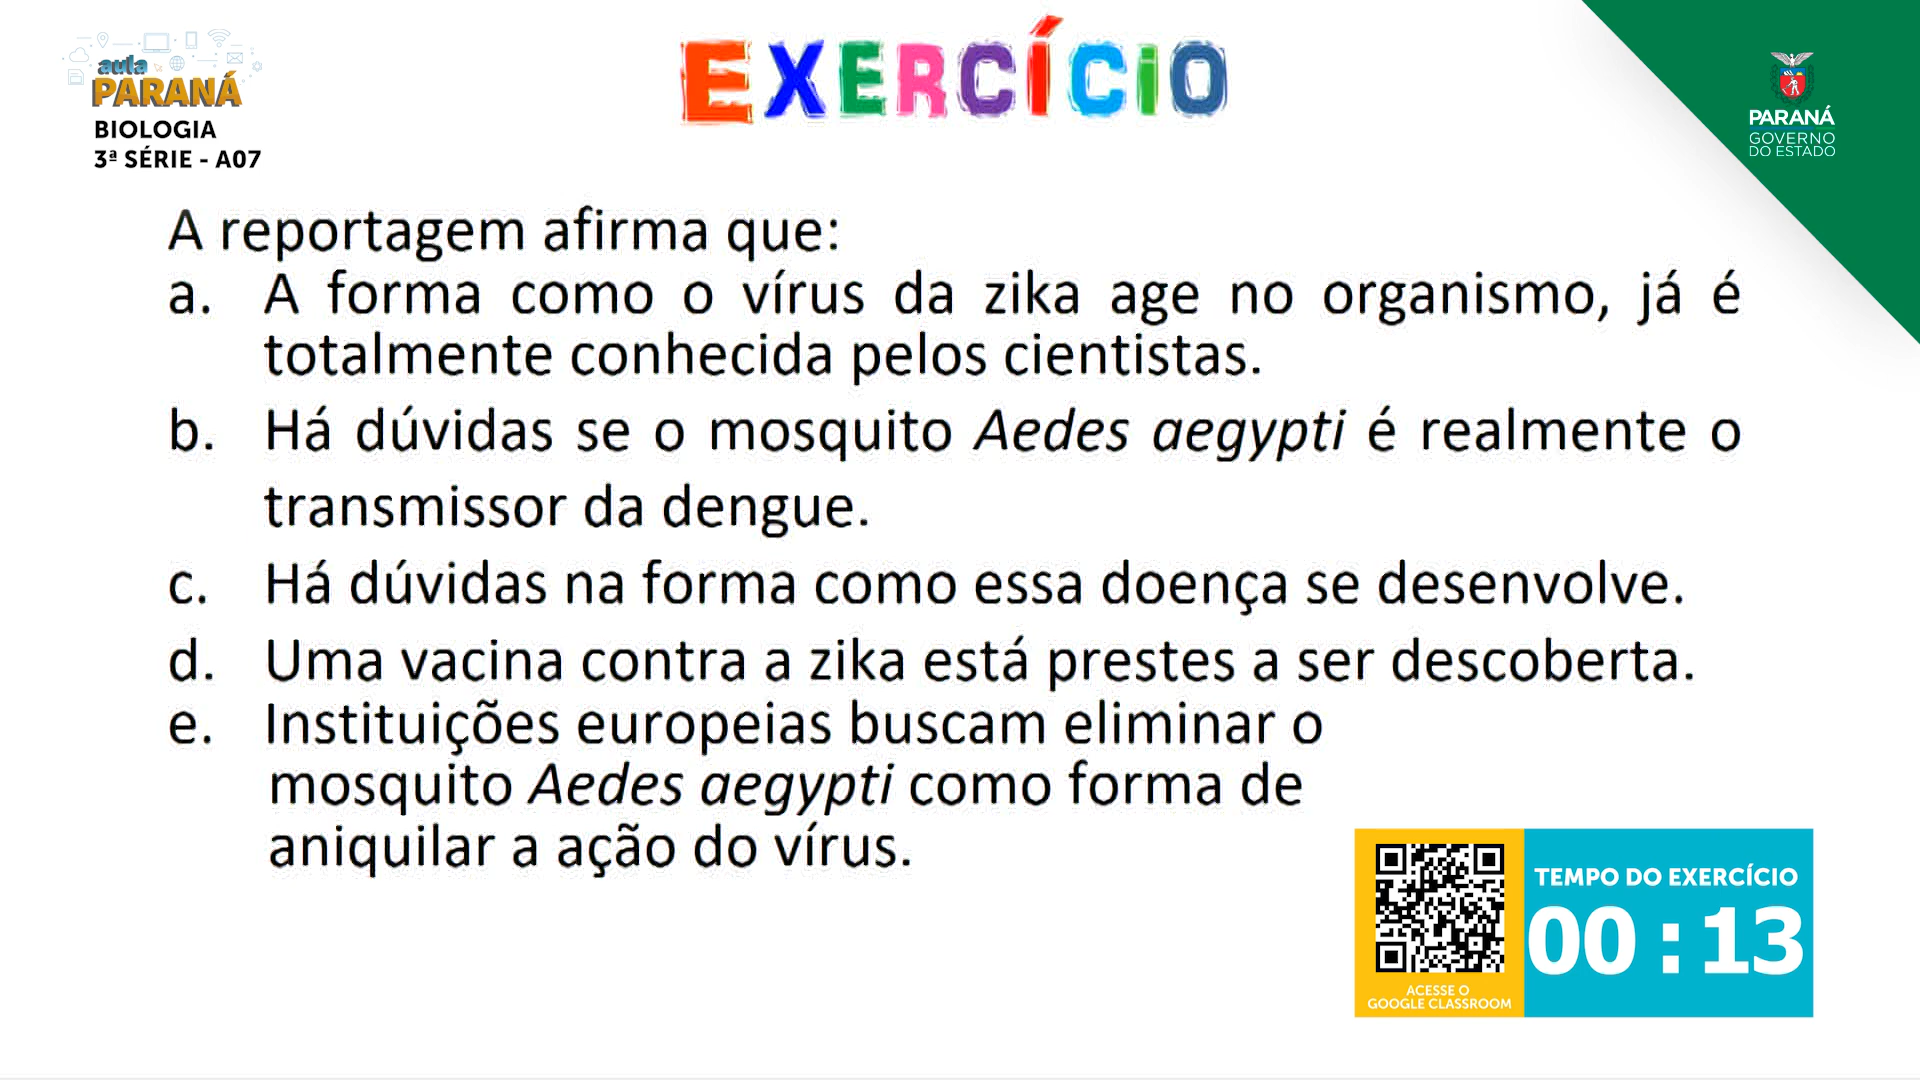 EXERCÍCIO
aula
PARANÁ
BIOLOGIA
3ª SÉRIE - A07
PARANÁ
GOVERNO
DO ESTADO
A reportagem afirma que:
a. A forma como o vírus da zika age no organismo, já é
totalmente conhecida pelos cientistas.
b. Há dúvidas se o mosquito Aedes aegypti é realmente o
transmissor da dengue.
c. Há dúvidas na forma como essa doença se desenvolve.
d. Uma vacina contra a zika está prestes a ser descoberta.
e. Instituições europeias buscam eliminar o
mosquito Aedes aegypti como forma de
aniquilar a ação do vírus.
TEMPO DO EXERCÍCIO
00:13
ACESSE O
GOOGLE CLASSROOM